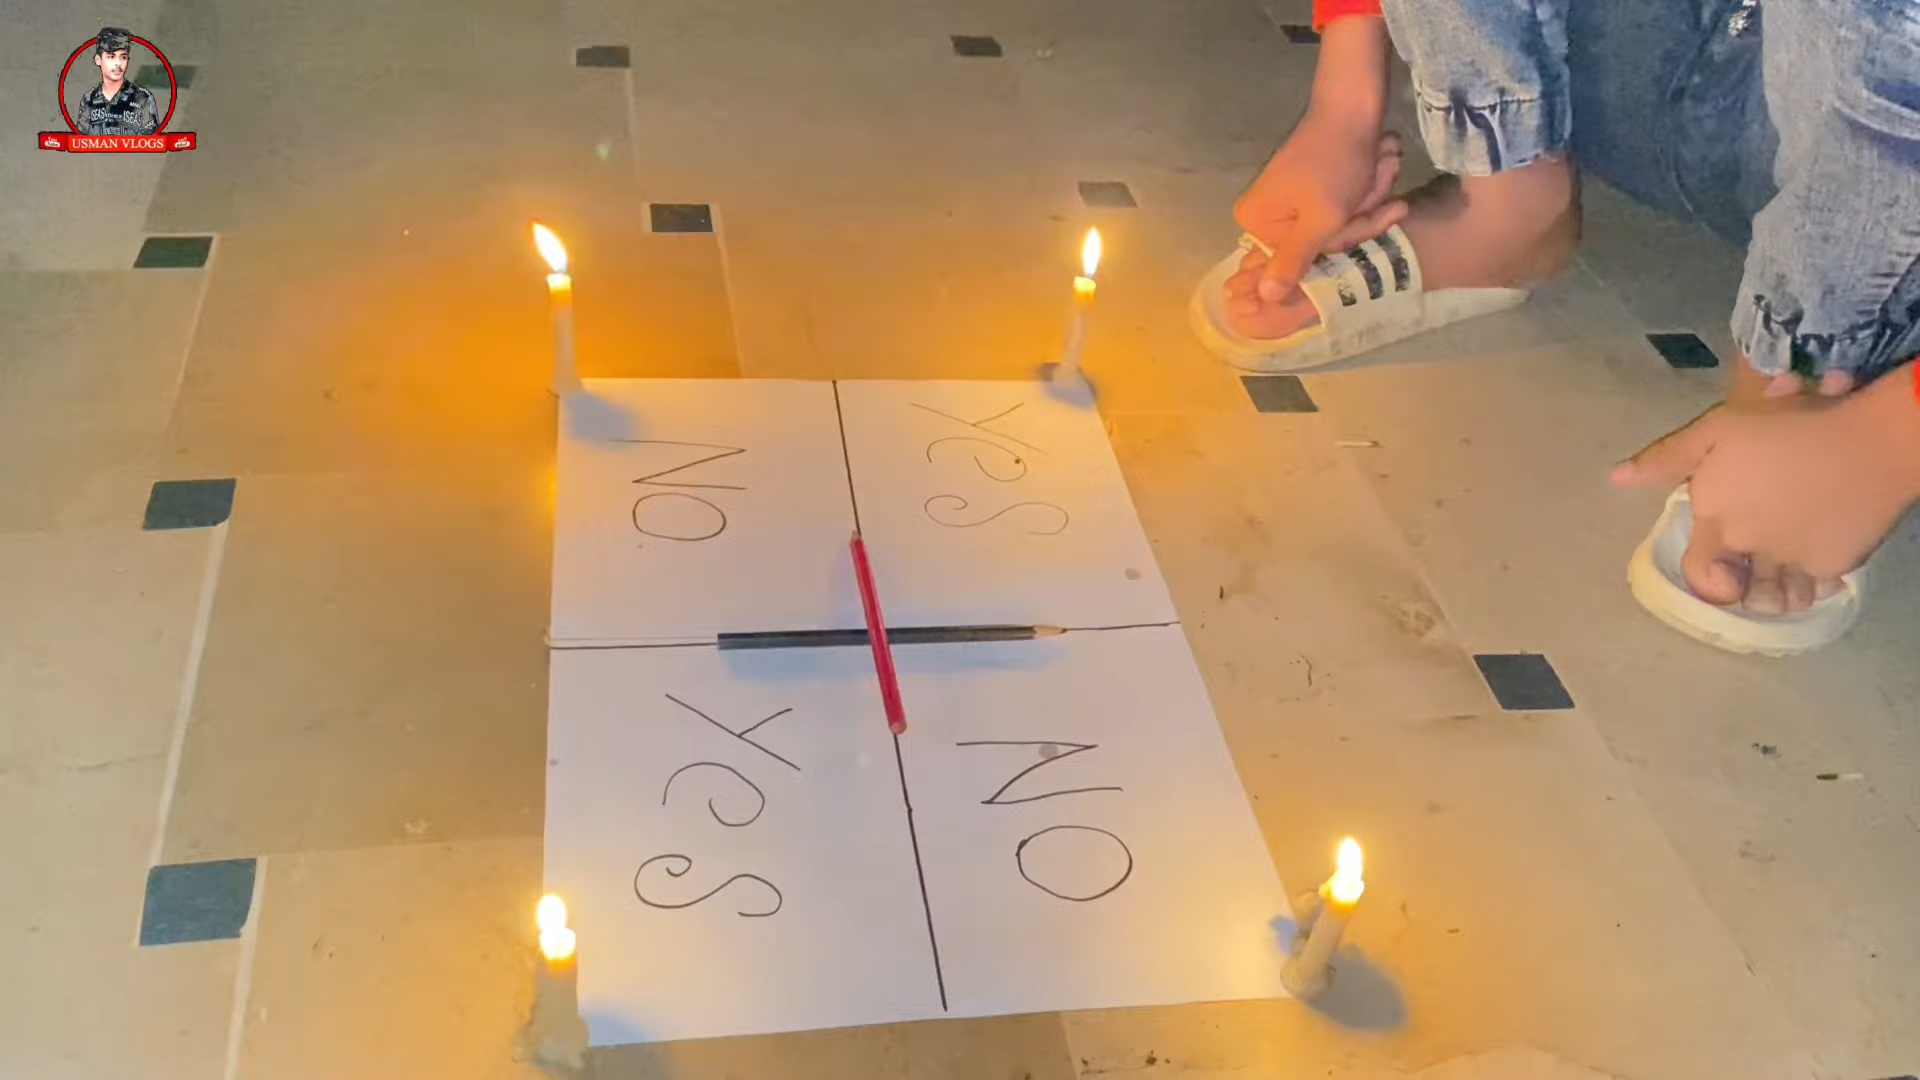 USMAN VLOGS
NO
Yes
Yes
NO